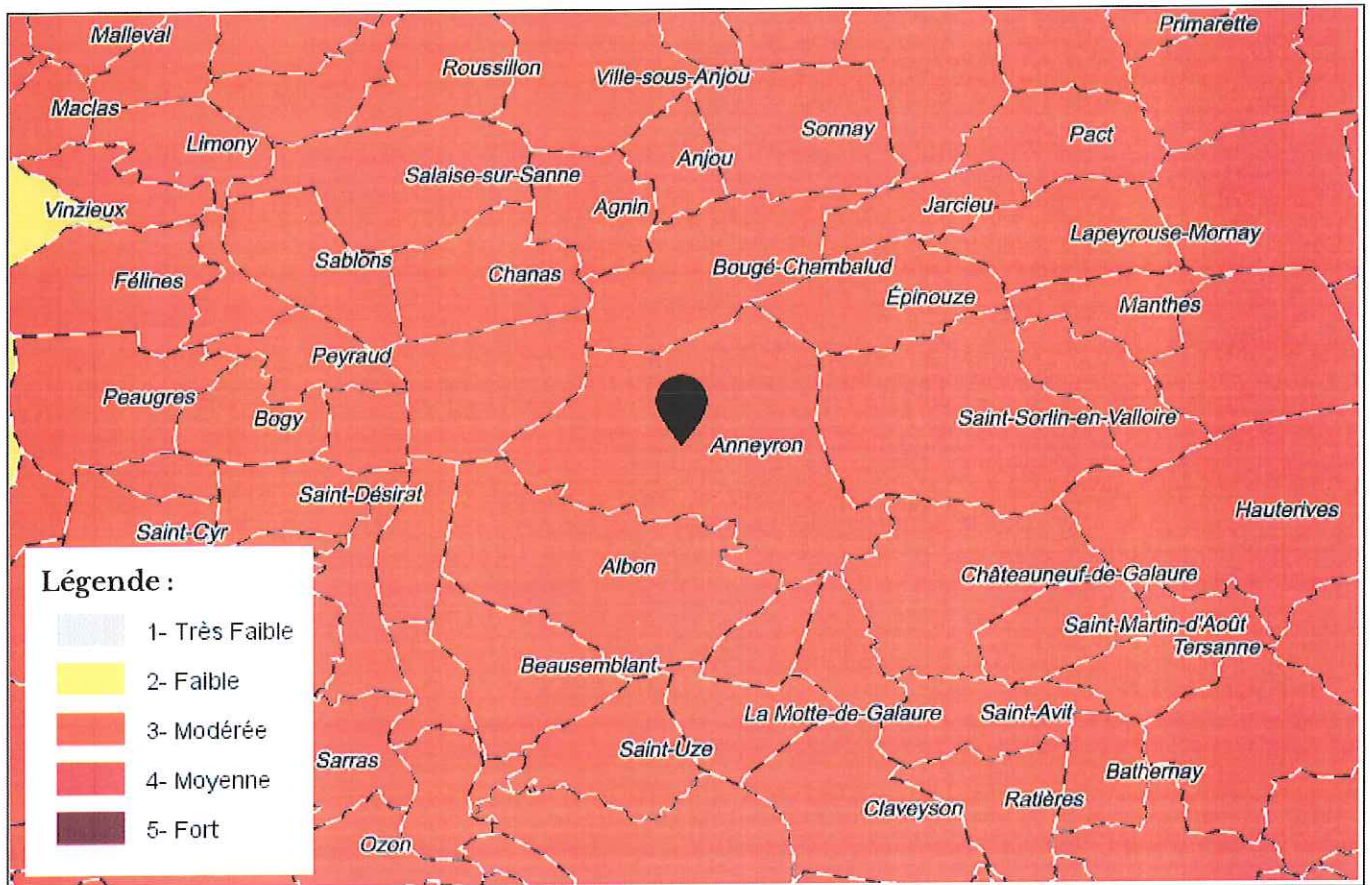 Malleval
Primarette
Roussillon
Ville-sous-Anjou
Maclas
Limony
Sonnay
Pact
Anjou
Salaise-sur-Sanne
Vinzieux
Agnin
Jarcieu
Lapeyrouse-Mornay
Sablons
Chanas
Bougé-Chambalud
Félines
Épinouze
Manthes
Peyraud
Peaugres
Bogy
Saint-Sorlin-en-Valloire
Anneyron
Saint-Désirat
Hauterives
Saint-Cyr
Albon
Châteauneuf-de-Galaure
Saint-Martin-d'Août
Tersanne
Beausemblant
La Motte-de-Galaure
Saint-Avit
Saint-Uze
Sarras
Bathernay
Ratières
Claveyson
Ozon
Légende :
1- Très Faible
2- Faible
3- Modérée
4- Moyenne
5- Fort